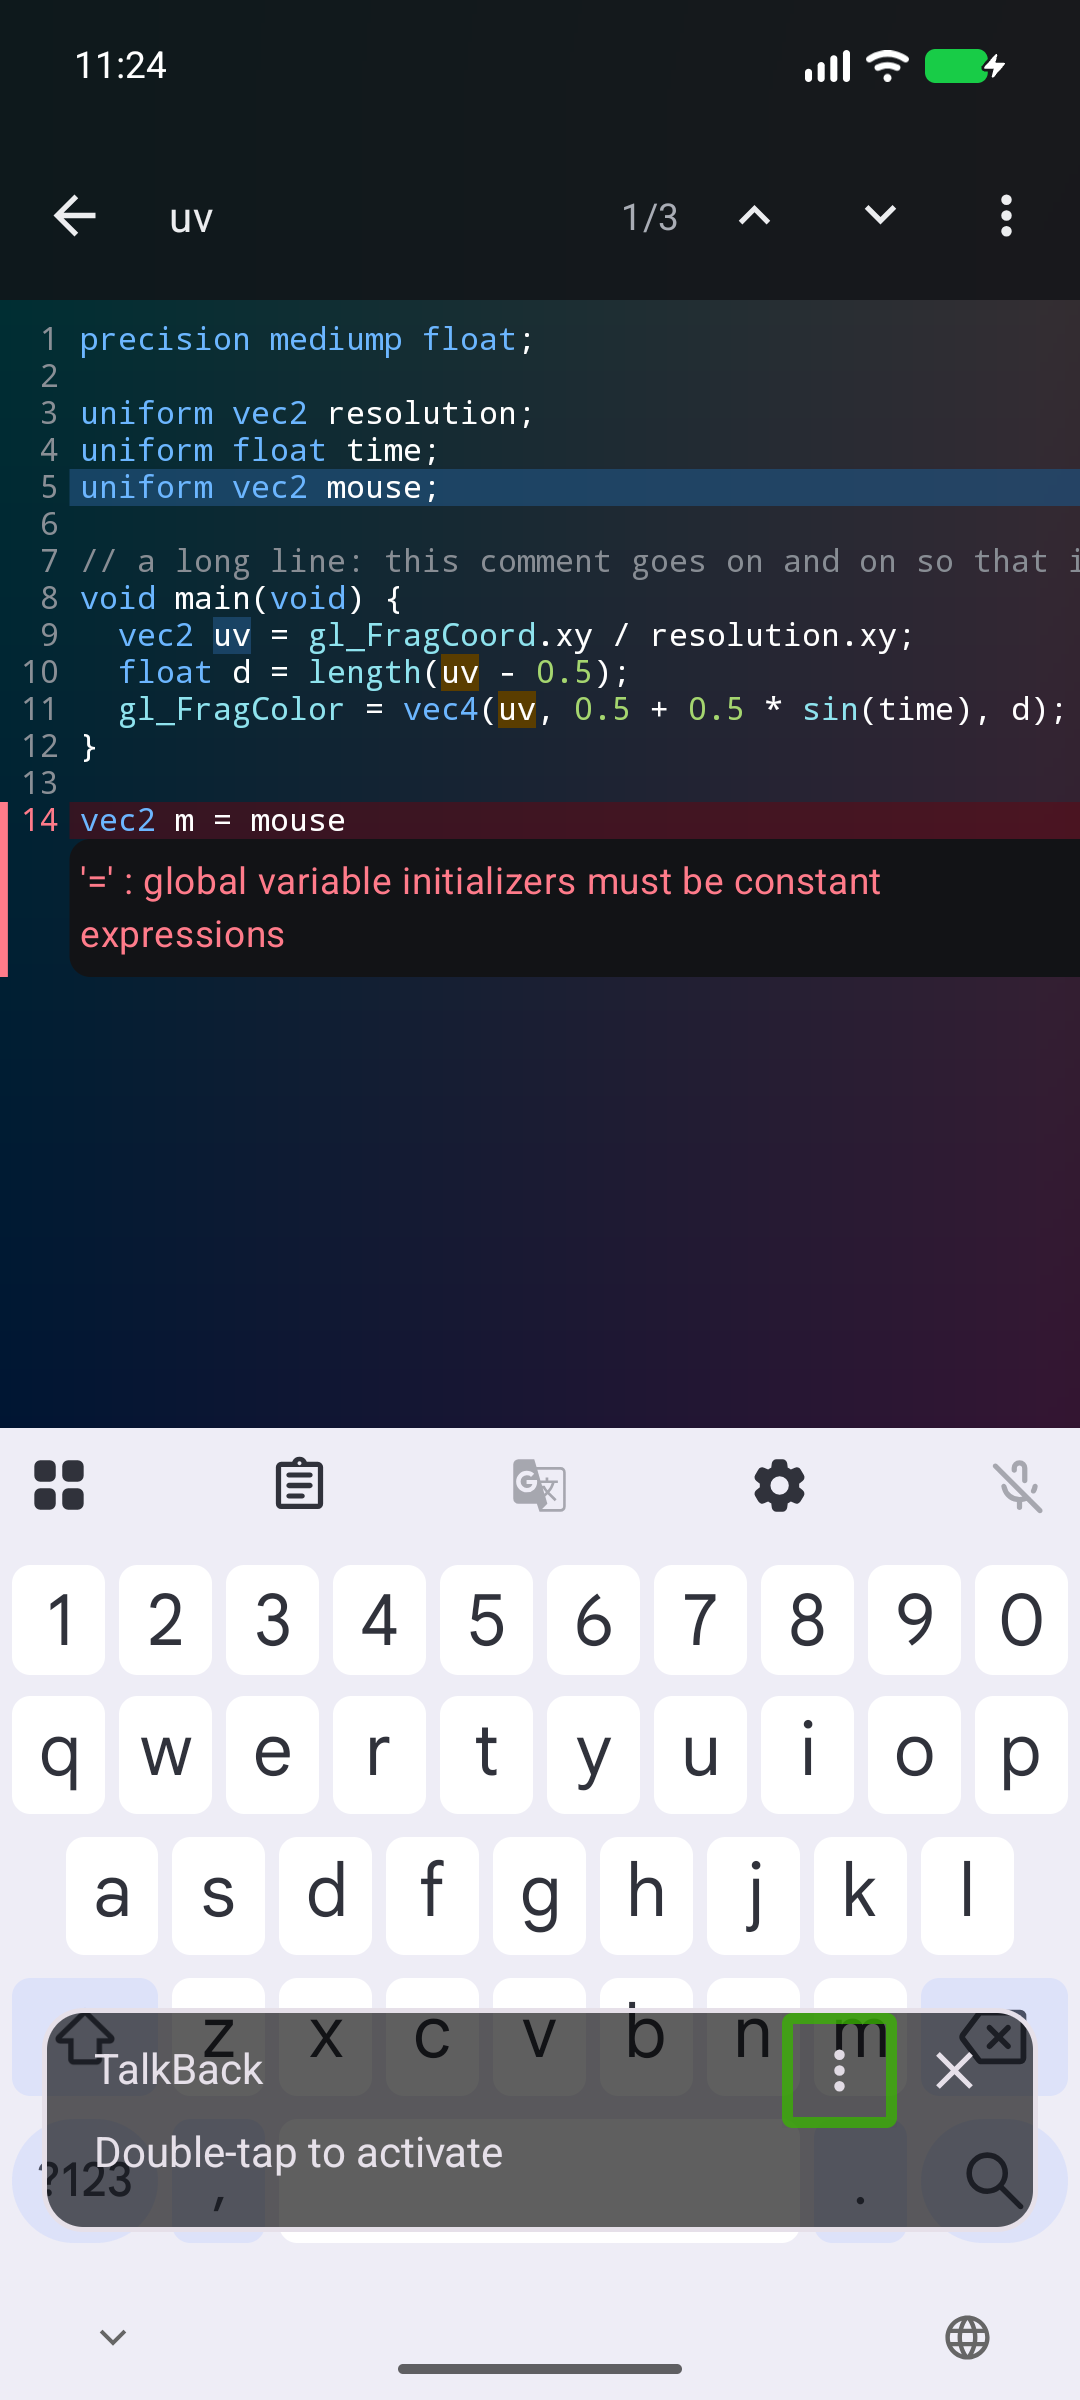 11:24
uv 1/3
1 precision mediump float;
2
3 uniform vec2 resolution;
4 uniform float time;
5 uniform vec2 mouse;
6
7 // a long line: this comment goes on and on so that i
8 void main(void) {
9 vec2 uv = gl_FragCoord.xy / resolution.xy;
10 float d = length(uv - 0.5);
11 gl_FragColor = vec4(uv, 0.5 + 0.5 * sin(time), d);
12 }
13
14 vec2 m = mouse
'=' : global variable initializers must be constant
expressions
1 2 3 4 5 6 7 8 9 0
q w e r t y u i o p
a s d f g h j k l
z x c v b n m
TalkBack
Double-tap to activate
?123 , .